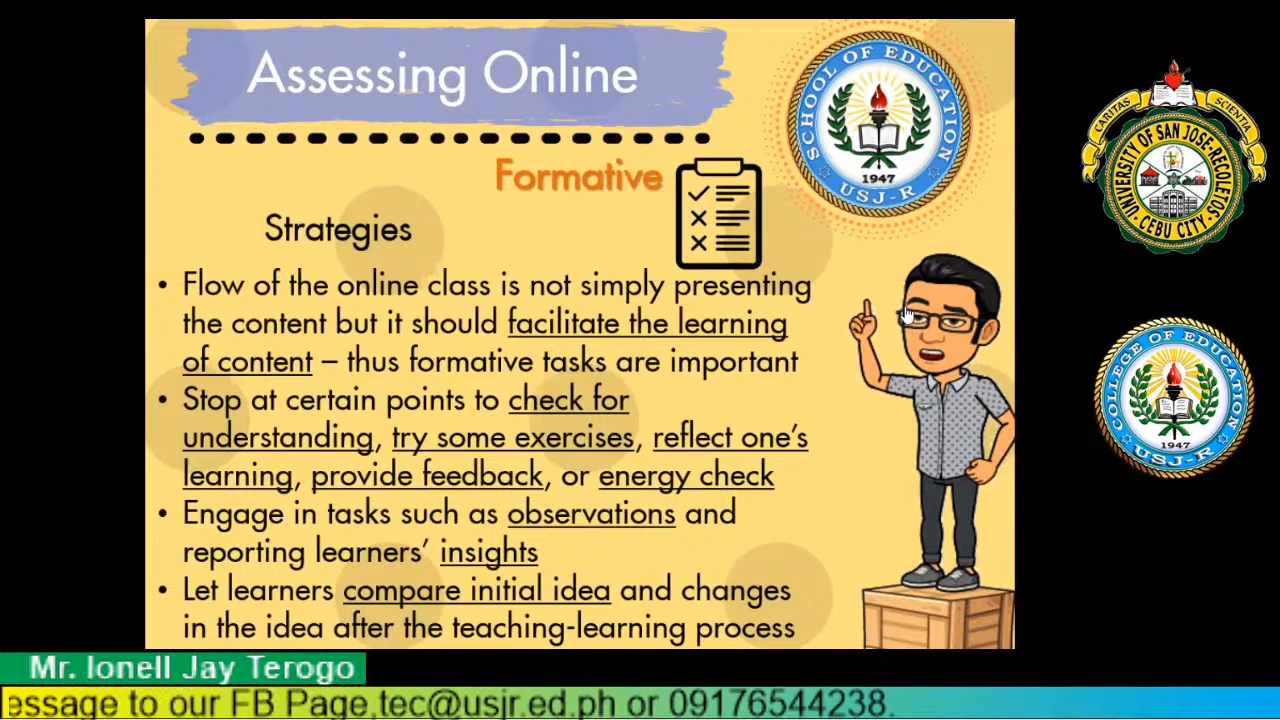 Assessing Online
Formative
Strategies
• Flow of the online class is not simply presenting
the content but it should facilitate the learning
of content – thus formative tasks are important
• Stop at certain points to check for
understanding, try some exercises, reflect one's
learning, provide feedback, or energy check
• Engage in tasks such as observations and
reporting learners' insights
• Let learners compare initial idea and changes
in the idea after the teaching-learning process
SCHOOL OF EDUCATION
1947
USJ-R
CARITAS
SCIENTIA
UNIVERSITY OF SAN JOSE-RECOLETOS
CEBU CITY
COLLEGE OF EDUCATION
1947
USJ-R
Mr. Ionell Jay Terogo
essage to our FB Page,tec@usjr.ed.ph or 09176544238.